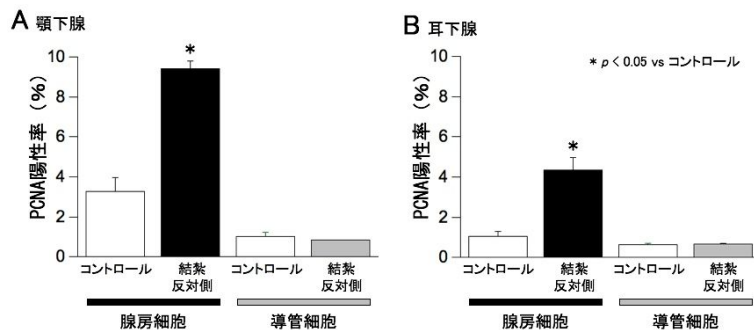 A 顎下腺
PCNA陽性率(%)
10
8
6
4
2
0
*
コントロール
結紮
反対側
コントロール
結紮
反対側
腺房細胞
導管細胞
B 耳下腺
* p < 0.05 vs コントロール
PCNA陽性率(%)
10
8
6
4
2
0
*
コントロール
結紮
反対側
コントロール
結紮
反対側
腺房細胞
導管細胞